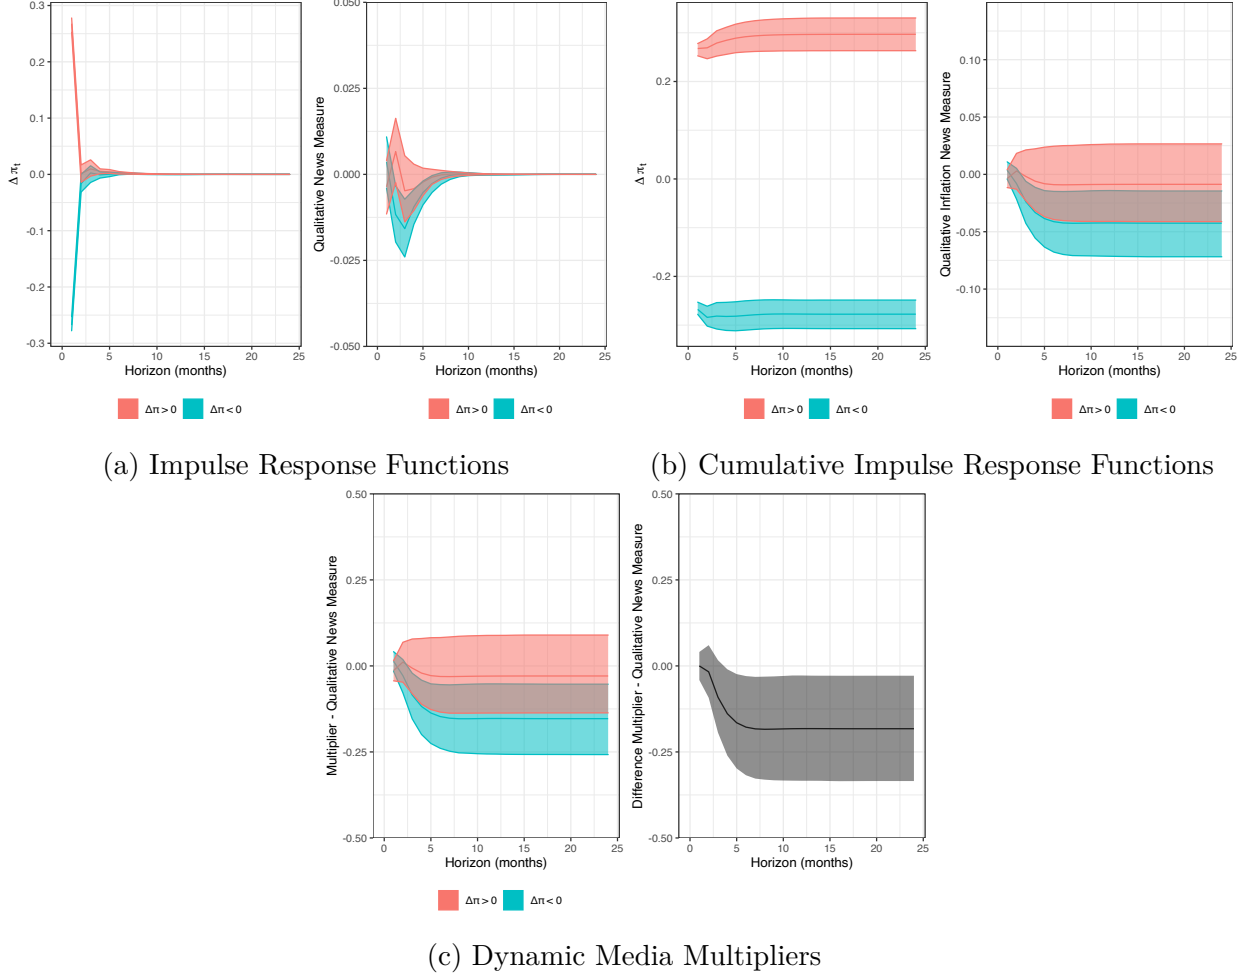 Δ π_t
0.3
0.2
0.1
0.0
-0.1
-0.2
-0.3
0 5 10 15 20 25
Horizon (months)
Δπ > 0 Δπ < 0
Qualitative News Measure
0.050
0.025
0.000
-0.025
-0.050
0 5 10 15 20 25
Horizon (months)
Δπ > 0 Δπ < 0
(a) Impulse Response Functions
Δ π_t
0.2
0.0
-0.2
0 5 10 15 20 25
Horizon (months)
Δπ > 0 Δπ < 0
Qualitative Inflation News Measure
0.10
0.05
0.00
-0.05
-0.10
0 5 10 15 20 25
Horizon (months)
Δπ > 0 Δπ < 0
(b) Cumulative Impulse Response Functions
Multiplier - Qualitative News Measure
0.50
0.25
0.00
-0.25
-0.50
0 5 10 15 20 25
Horizon (months)
Δπ > 0 Δπ < 0
Difference Multiplier - Qualitative News Measure
0.50
0.25
0.00
-0.25
-0.50
0 5 10 15 20 25
Horizon (months)
(c) Dynamic Media Multipliers